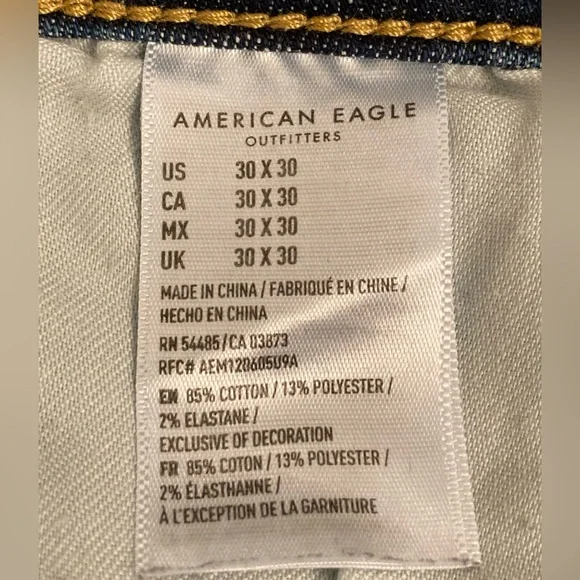 AMERICAN EAGLE
OUTFITTERS
US 30 X 30
CA 30 X 30
MX 30 X 30
UK 30 X 30
MADE IN CHINA / FABRIQUÉ EN CHINE /
HECHO EN CHINA
RN 54485/CA 03873
RFC# AEM120605U9A
EN 85% COTTON / 13% POLYESTER /
2% ELASTANE /
EXCLUSIVE OF DECORATION
FR 85% COTON / 13% POLYESTER /
2% ÉLASTHANNE /
À L'EXCEPTION DE LA GARNITURE